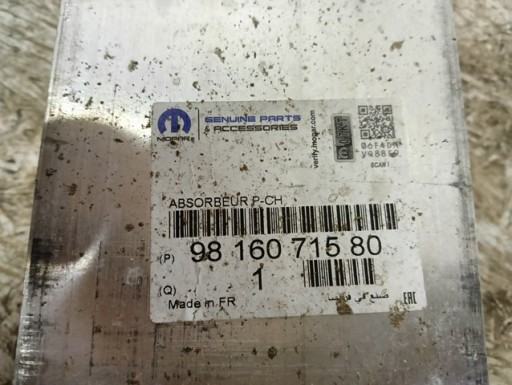 MOPAR
GENUINE PARTS
& ACCESSORIES
verify.mopar.com
SCAN!
ABSORBEUR P-CH
(P) 98 160 715 80
(Q) 1
Made in FR
صنع في فرنسا
EAC